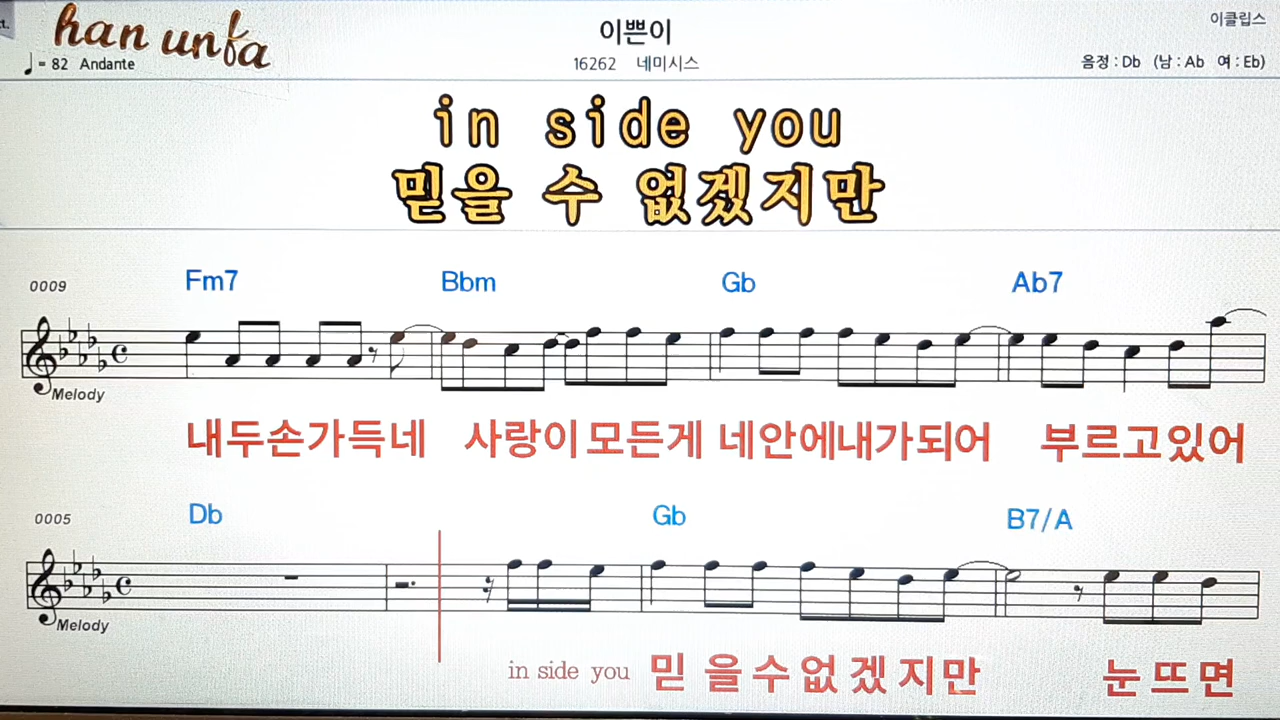 t.
han unfa
♩ = 82 Andante
이쁜이
16262 네미시스
이클립스
음정 : Db (남 : Ab 여 : Eb)
in side you
믿을 수 없겠지만
0009 Fm7 Bbm Gb Ab7
Melody
내두손가득네 사랑이모든게 네안에내가되어 부르고있어
0005 Db Gb B7/A
Melody
in side you 믿 을수없 겠 지만 눈뜨면